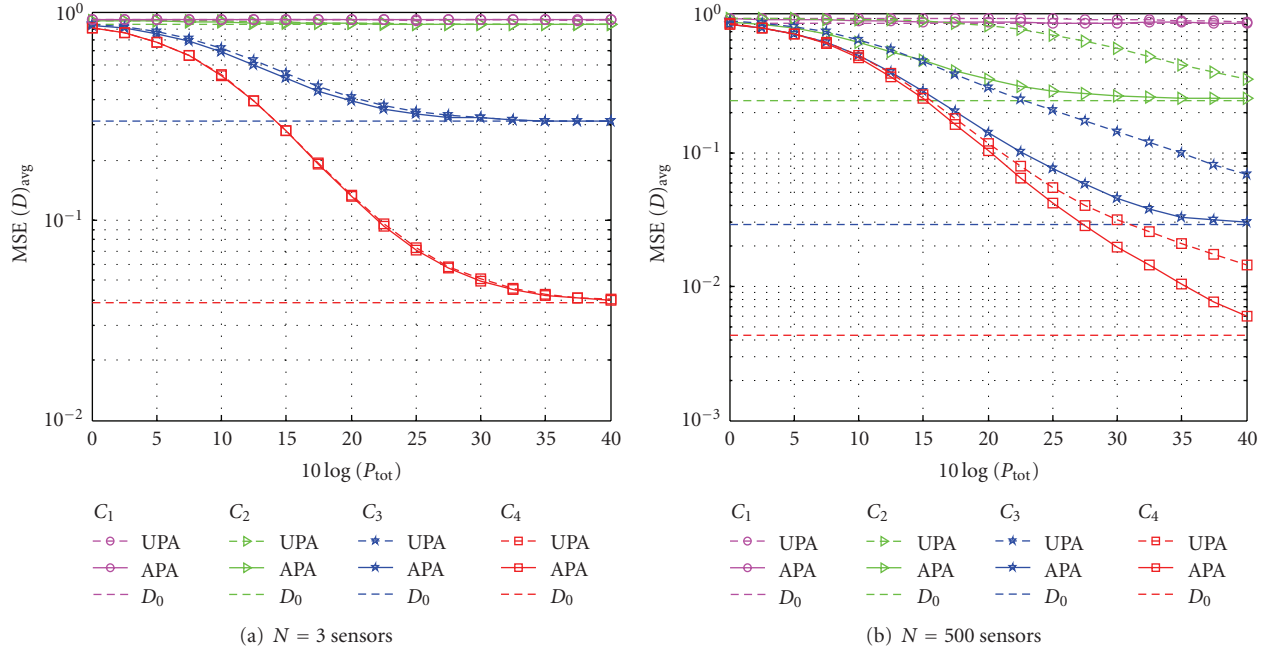 10⁰
10⁻¹
10⁻²
MSE (D)avg
0 5 10 15 20 25 30 35 40
10 log (Ptot)
C1 C2 C3 C4
UPA UPA UPA UPA
APA APA APA APA
D0 D0 D0 D0
(a) N = 3 sensors
10⁰
10⁻¹
10⁻²
10⁻³
MSE (D)avg
0 5 10 15 20 25 30 35 40
10 log (Ptot)
C1 C2 C3 C4
UPA UPA UPA UPA
APA APA APA APA
D0 D0 D0 D0
(b) N = 500 sensors